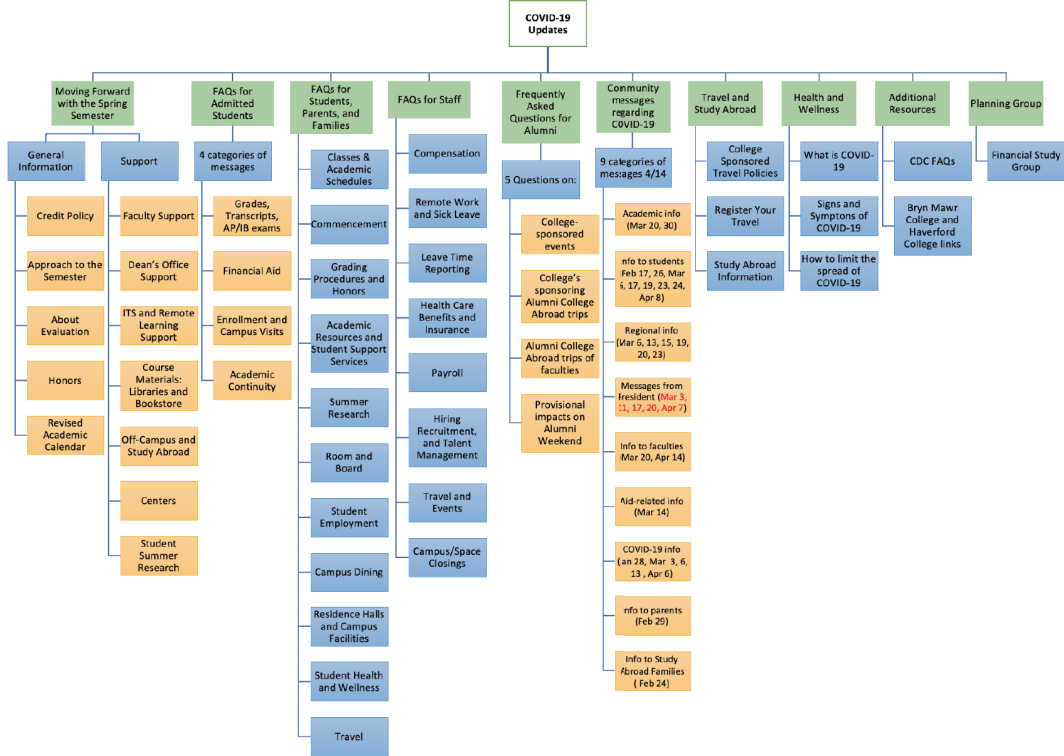 COVID-19
Updates
Moving Forward
with the Spring
Semester
General
Information
Credit Policy
Approach to the
Semester
About
Evaluation
Honors
Revised
Academic
Calendar
Support
Faculty Support
Dean's Office
Support
ITS and Remote
Learning
Support
Course
Materials:
Libraries and
Bookstore
Off-Campus and
Study Abroad
Centers
Student
Summer
Research
FAQs for
Admitted
Students
4 categories of
messages
Grades,
Transcripts,
AP/IB exams
Financial Aid
Enrollment and
Campus Visits
Academic
Continuity
FAQs for
Students,
Parents, and
Families
Classes &
Academic
Schedules
Commencement
Grading
Procedures and
Honors
Academic
Resources and
Student Support
Services
Summer
Research
Room and
Board
Student
Employment
Campus Dining
Residence Halls
and Campus
Facilities
Student Health
and Wellness
Travel
FAQs for Staff
Compensation
Remote Work
and Sick Leave
Leave Time
Reporting
Health Care
Benefits and
Insurance
Payroll
Hiring
Recruitment,
and Talent
Management
Travel and
Events
Campus/Space
Closings
Frequently
Asked
Questions for
Alumni
5 Questions on:
College-
sponsored
events
College's
sponsoring
Alumni College
Abroad trips
Alumni College
Abroad trips of
faculties
Provisional
impacts on
Alumni
Weekend
Community
messages
regarding
COVID-19
9 categories of
messages 4/14
Academic info
(Mar 20, 30)
Info to students
(Feb 17, 26, Mar
6, 17, 19, 23, 24,
Apr 8)
Regional info
(Mar 6, 13, 15, 19,
20, 23)
Messages from
President (Mar 3,
11, 17, 20, Apr 7)
Info to faculties
(Mar 20, Apr 14)
Aid-related info
(Mar 14)
COVID-19 info
(Jan 28, Mar 3, 6,
13 , Apr 6)
Info to parents
(Feb 29)
Info to Study
Abroad Families
( Feb 24)
Travel and
Study Abroad
College
Sponsored
Travel Policies
Register Your
Travel
Study Abroad
Information
Health and
Wellness
What is COVID-
19
Signs and
Symptons of
COVID-19
How to limit the
spread of
COVID-19
Additional
Resources
CDC FAQs
Bryn Mawr
College and
Haverford
College links
Planning Group
Financial Study
Group